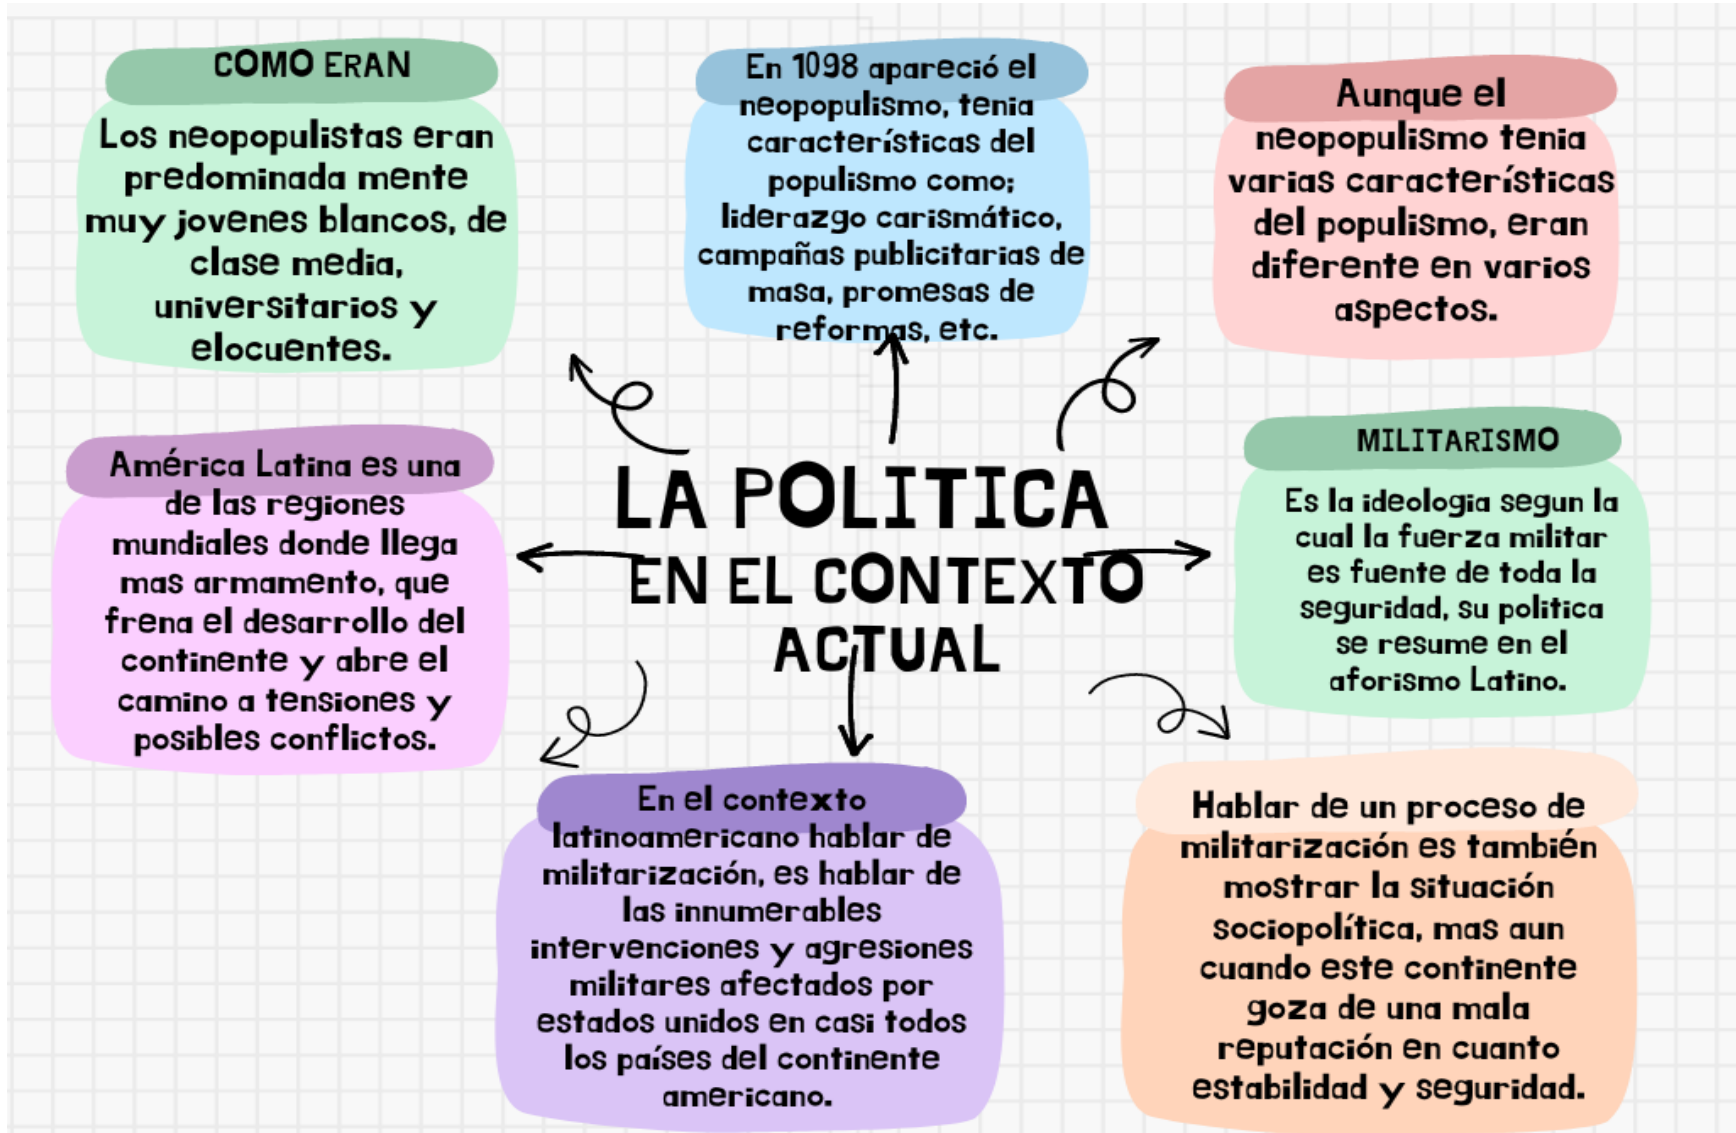 COMO ERAN
Los neopopulistas eran
predominada mente
muy jovenes blancos, de
clase media,
universitarios y
elocuentes.
En 1098 apareció el
neopopulismo, tenia
características del
populismo como;
liderazgo carismático,
campañas publicitarias de
masa, promesas de
reformas, etc.
Aunque el
neopopulismo tenia
varias características
del populismo, eran
diferente en varios
aspectos.
América Latina es una
de las regiones
mundiales donde llega
mas armamento, que
frena el desarrollo del
continente y abre el
camino a tensiones y
posibles conflictos.
LA POLITICA
EN EL CONTEXTO
ACTUAL
MILITARISMO
Es la ideologia segun la
cual la fuerza militar
es fuente de toda la
seguridad, su politica
se resume en el
aforismo Latino.
En el contexto
latinoamericano hablar de
militarización, es hablar de
las innumerables
intervenciones y agresiones
militares afectados por
estados unidos en casi todos
los países del continente
americano.
Hablar de un proceso de
militarización es también
mostrar la situación
sociopolítica, mas aun
cuando este continente
goza de una mala
reputación en cuanto
estabilidad y seguridad.